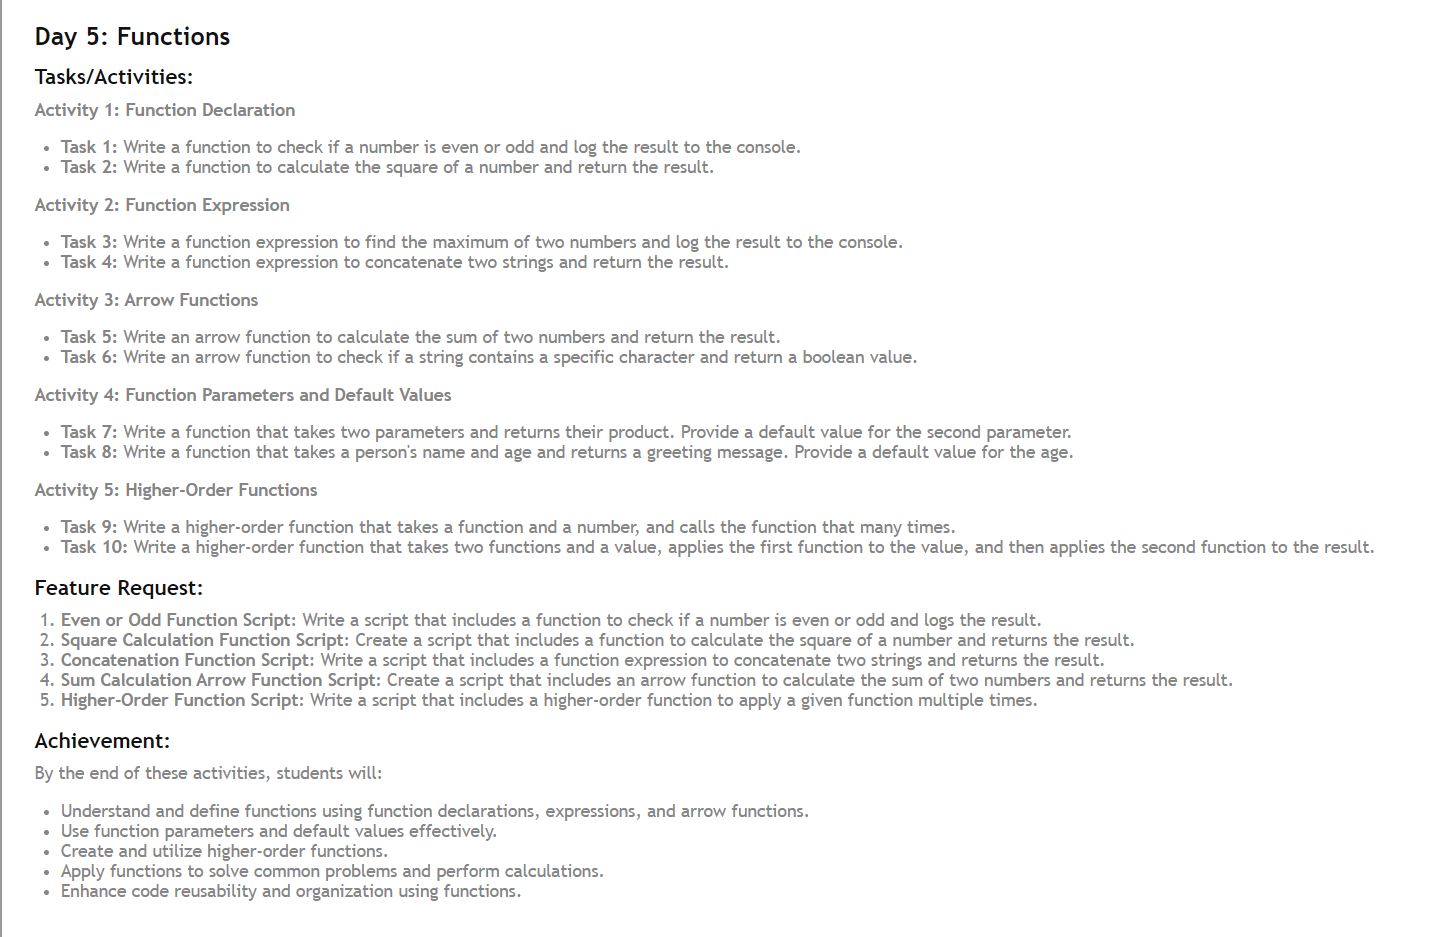 Day 5: Functions
Tasks/Activities:
Activity 1: Function Declaration
• Task 1: Write a function to check if a number is even or odd and log the result to the console.
• Task 2: Write a function to calculate the square of a number and return the result.
Activity 2: Function Expression
• Task 3: Write a function expression to find the maximum of two numbers and log the result to the console.
• Task 4: Write a function expression to concatenate two strings and return the result.
Activity 3: Arrow Functions
• Task 5: Write an arrow function to calculate the sum of two numbers and return the result.
• Task 6: Write an arrow function to check if a string contains a specific character and return a boolean value.
Activity 4: Function Parameters and Default Values
• Task 7: Write a function that takes two parameters and returns their product. Provide a default value for the second parameter.
• Task 8: Write a function that takes a person's name and age and returns a greeting message. Provide a default value for the age.
Activity 5: Higher-Order Functions
• Task 9: Write a higher-order function that takes a function and a number, and calls the function that many times.
• Task 10: Write a higher-order function that takes two functions and a value, applies the first function to the value, and then applies the second function to the result.
Feature Request:
1. Even or Odd Function Script: Write a script that includes a function to check if a number is even or odd and logs the result.
2. Square Calculation Function Script: Create a script that includes a function to calculate the square of a number and returns the result.
3. Concatenation Function Script: Write a script that includes a function expression to concatenate two strings and returns the result.
4. Sum Calculation Arrow Function Script: Create a script that includes an arrow function to calculate the sum of two numbers and returns the result.
5. Higher-Order Function Script: Write a script that includes a higher-order function to apply a given function multiple times.
Achievement:
By the end of these activities, students will:
• Understand and define functions using function declarations, expressions, and arrow functions.
• Use function parameters and default values effectively.
• Create and utilize higher-order functions.
• Apply functions to solve common problems and perform calculations.
• Enhance code reusability and organization using functions.